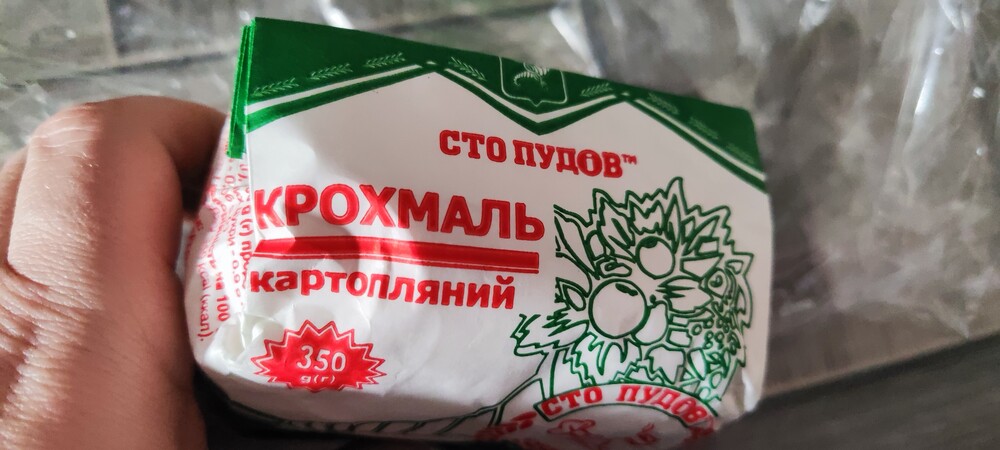 СТО ПУДОВ™
КРОХМАЛЬ
картопляний
350
g(г)
СТО ПУДОВ